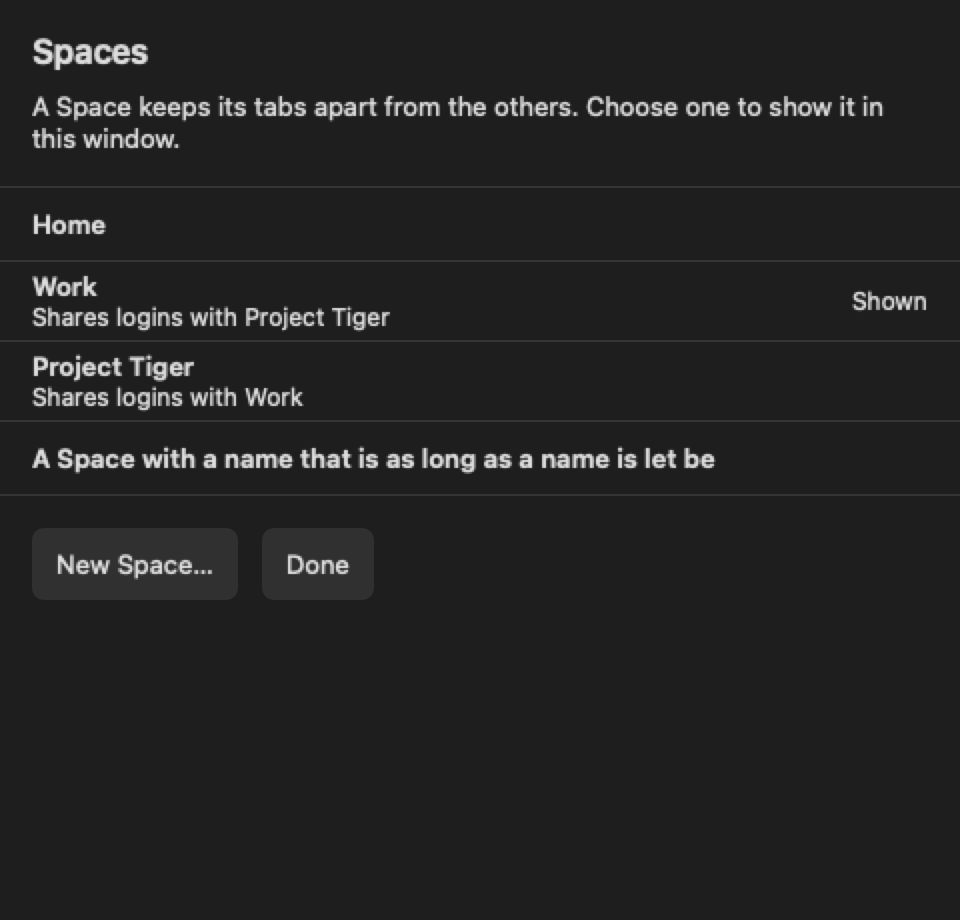 Spaces
A Space keeps its tabs apart from the others. Choose one to show it in
this window.
Home
Work
Shares logins with Project Tiger
Shown
Project Tiger
Shares logins with Work
A Space with a name that is as long as a name is let be
New Space...
Done